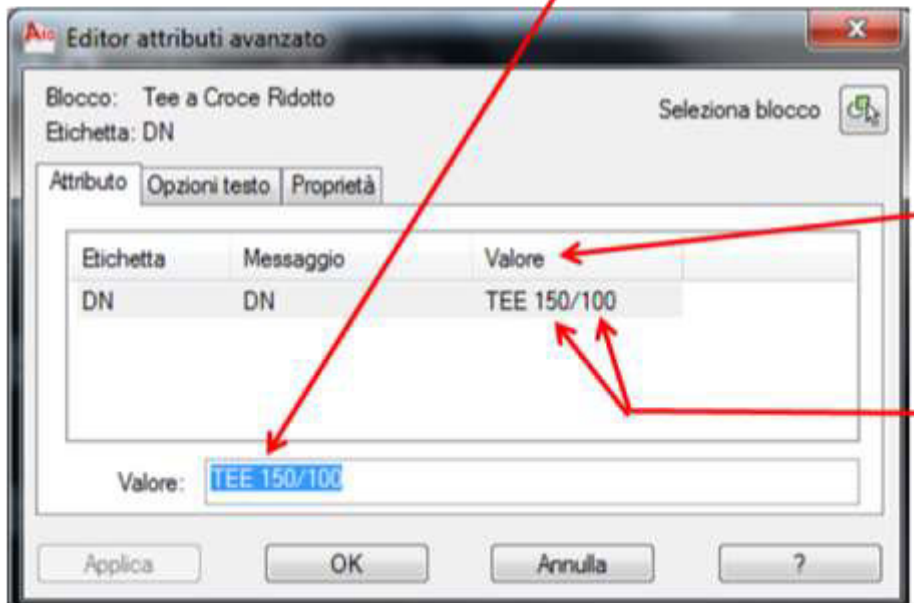 Editor attributi avanzato
Blocco: Tee a Croce Ridotto
Seleziona blocco
Etichetta: DN
Attributo Opzioni testo Proprietà
Etichetta Messaggio Valore
DN DN TEE 150/100
Valore: TEE 150/100
Applica OK Annulla ?